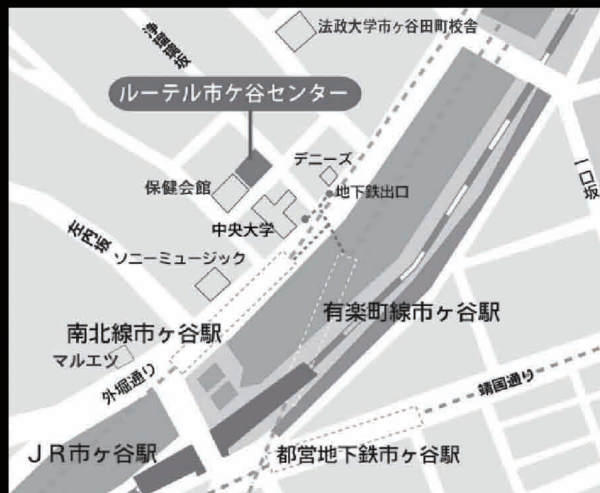 法政大学市ヶ谷田町校舎
浄瑠璃坂
ルーテル市ケ谷センター
デニーズ
保健会館
地下鉄出口
一口坂
中央大学
左内坂
ソニーミュージック
有楽町線市ヶ谷駅
南北線市ヶ谷駅
マルエツ
外堀通り
靖国通り
JR市ヶ谷駅
都営地下鉄市ヶ谷駅